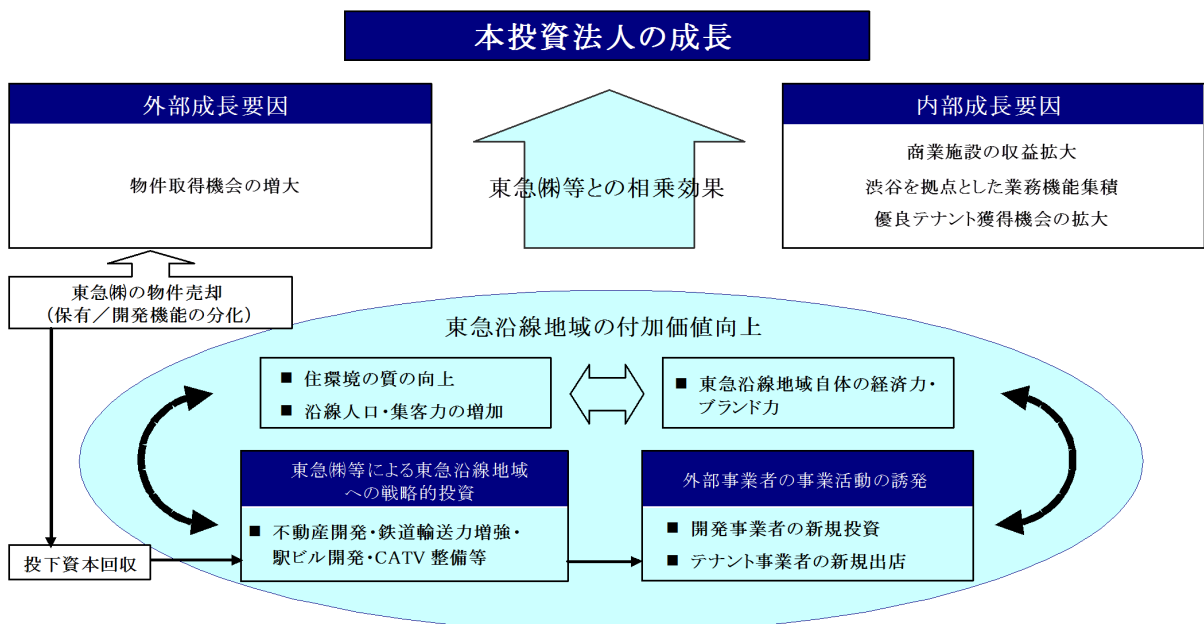 本投資法人の成長
外部成長要因
物件取得機会の増大
東急㈱等との相乗効果
内部成長要因
商業施設の収益拡大
渋谷を拠点とした業務機能集積
優良テナント獲得機会の拡大
東急㈱の物件売却
（保有／開発機能の分化）
東急沿線地域の付加価値向上
■ 住環境の質の向上
■ 沿線人口・集客力の増加
■ 東急沿線地域自体の経済力・
ブランド力
東急㈱等による東急沿線地域
への戦略的投資
■ 不動産開発・鉄道輸送力増強・
駅ビル開発・CATV 整備等
外部事業者の事業活動の誘発
■ 開発事業者の新規投資
■ テナント事業者の新規出店
投下資本回収